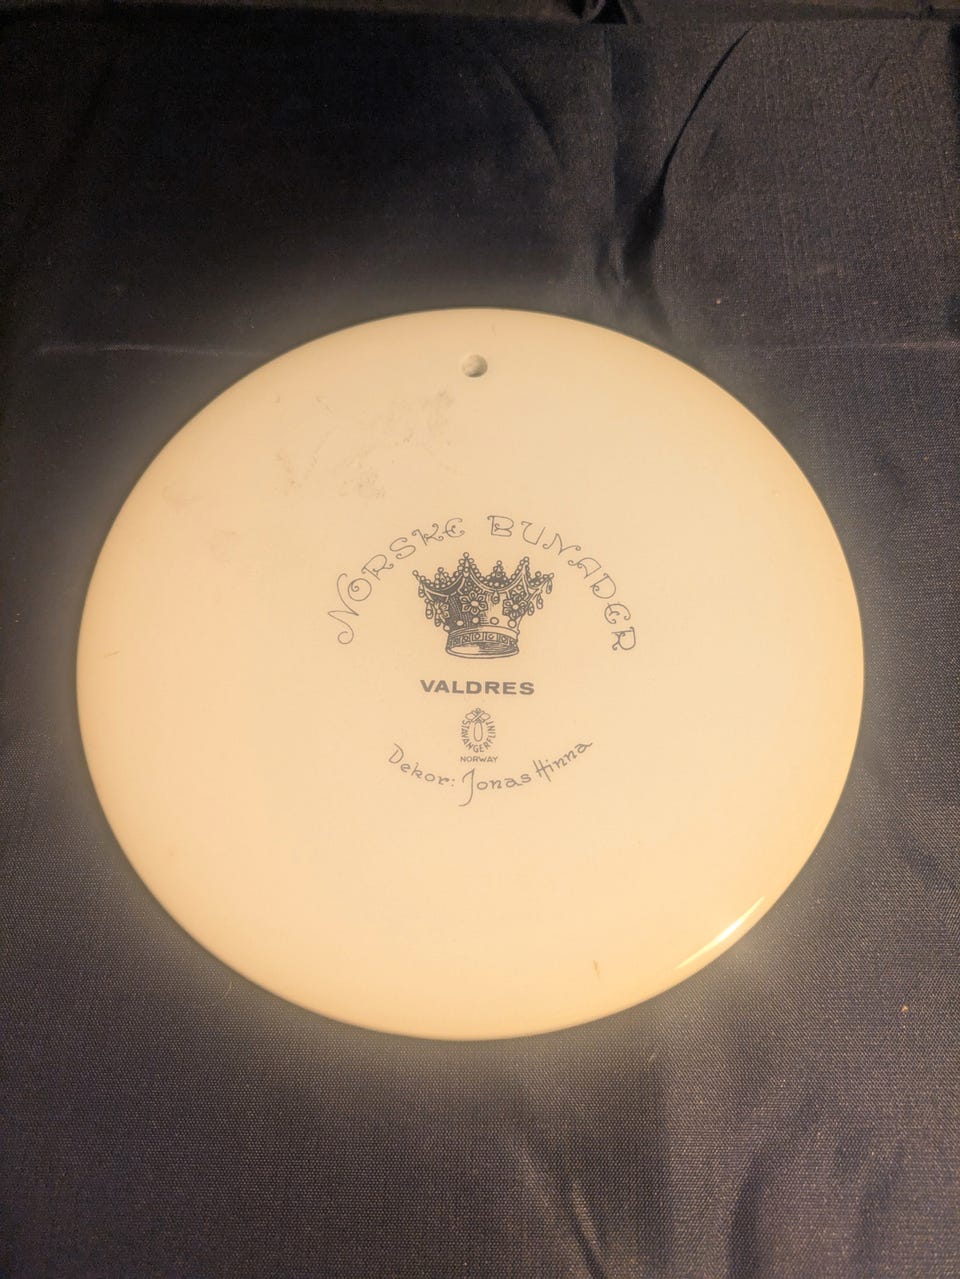 NORSKE BUNADER
VALDRES
STAVANGERFLINT
NORWAY
Dekor: Jonas Hinna